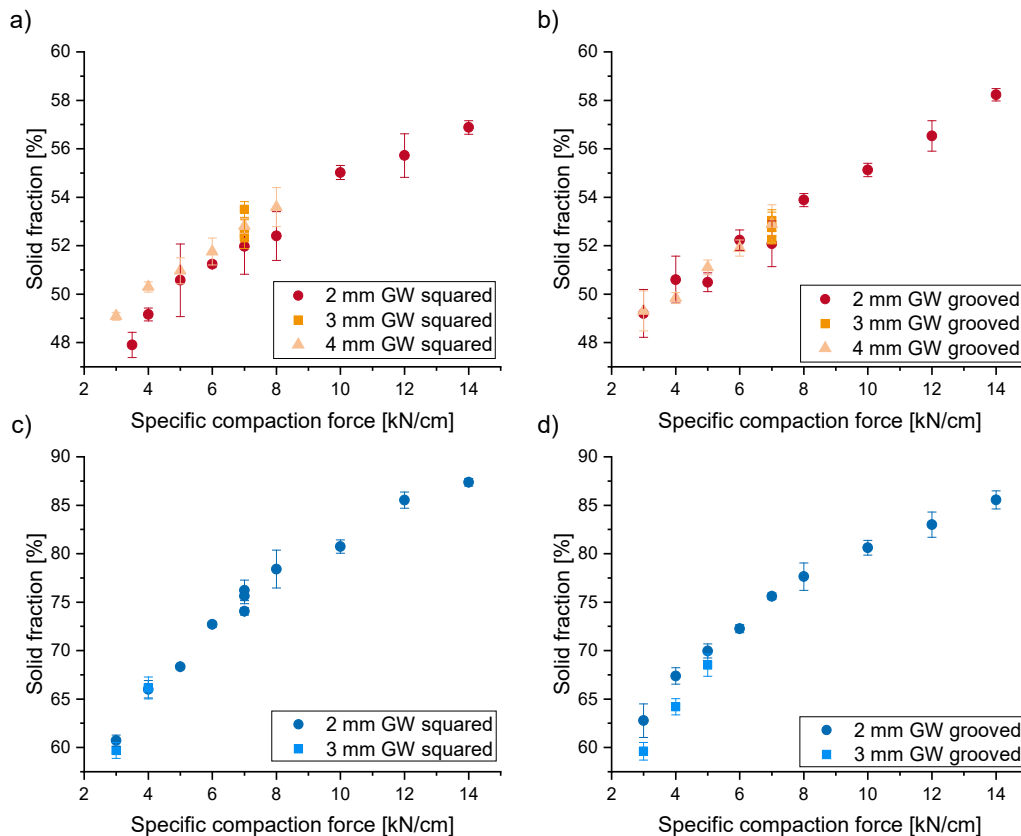 a)
60
58
56
54
52
50
48
Solid fraction [%]
2 mm GW squared
3 mm GW squared
4 mm GW squared
2 4 6 8 10 12 14
Specific compaction force [kN/cm]
b)
60
58
56
54
52
50
48
Solid fraction [%]
2 mm GW grooved
3 mm GW grooved
4 mm GW grooved
2 4 6 8 10 12 14
Specific compaction force [kN/cm]
c)
90
85
80
75
70
65
60
Solid fraction [%]
2 mm GW squared
3 mm GW squared
2 4 6 8 10 12 14
Specific compaction force [kN/cm]
d)
90
85
80
75
70
65
60
Solid fraction [%]
2 mm GW grooved
3 mm GW grooved
2 4 6 8 10 12 14
Specific compaction force [kN/cm]